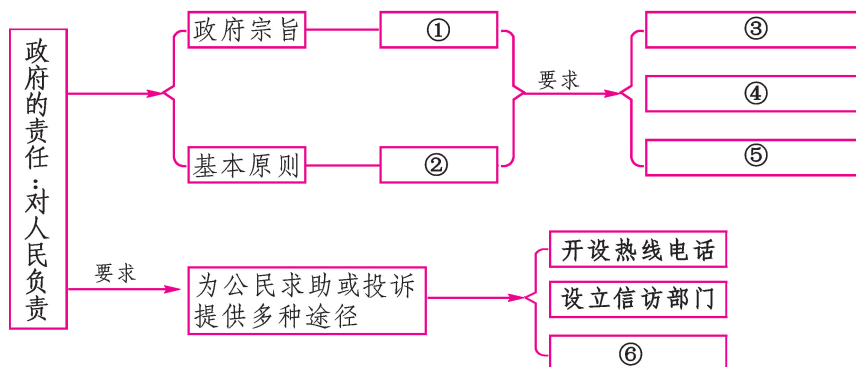 政府的责任：对人民负责
政府宗旨
①
基本原则
②
要求
③
④
⑤
要求
为公民求助或投诉
提供多种途径
开设热线电话
设立信访部门
⑥